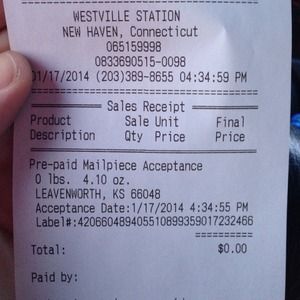 WESTVILLE STATION
NEW HAVEN, Connecticut
065159998
0833690515-0098
01/17/2014 (203)389-8655 04:34:59 PM
Sales Receipt
Product Sale Unit Final
Description Qty Price Price
Pre-paid Mailpiece Acceptance
0 lbs. 4.10 oz.
LEAVENWORTH, KS 66048
Acceptance Date:1/17/2014 4:34:55 PM
Label#:420660489405510899359017232466
==========
Total: $0.00
Paid by: